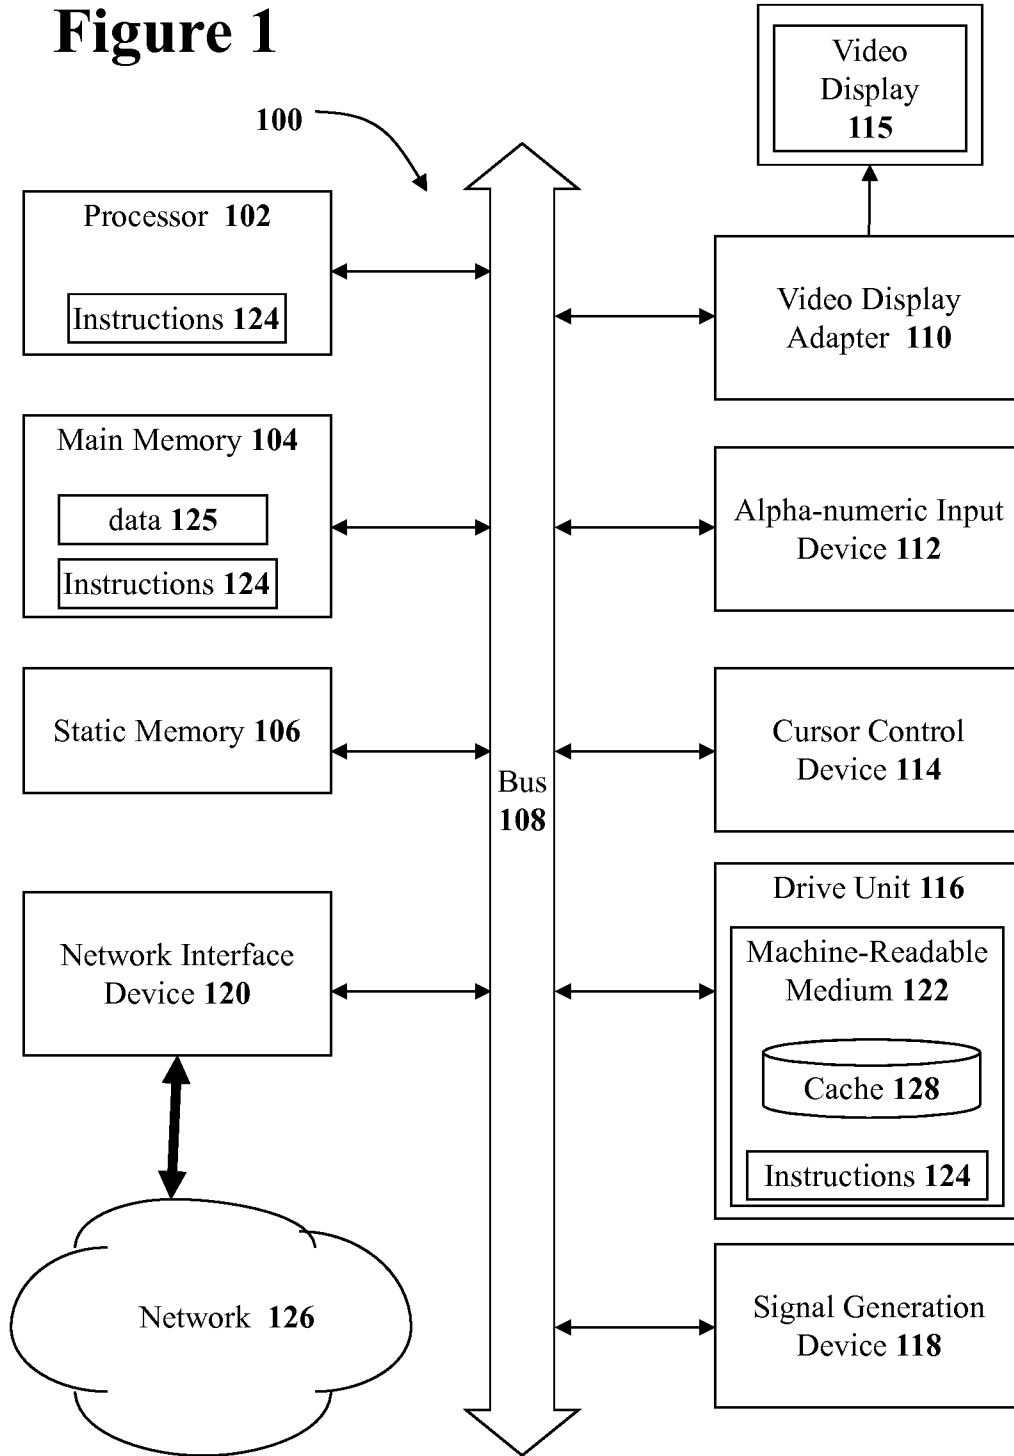 Figure 1
100
Processor 102
Instructions 124
Main Memory 104
data 125
Instructions 124
Static Memory 106
Network Interface
Device 120
Network 126
Bus
108
Video
Display
115
Video Display
Adapter 110
Alpha-numeric Input
Device 112
Cursor Control
Device 114
Drive Unit 116
Machine-Readable
Medium 122
Cache 128
Instructions 124
Signal Generation
Device 118